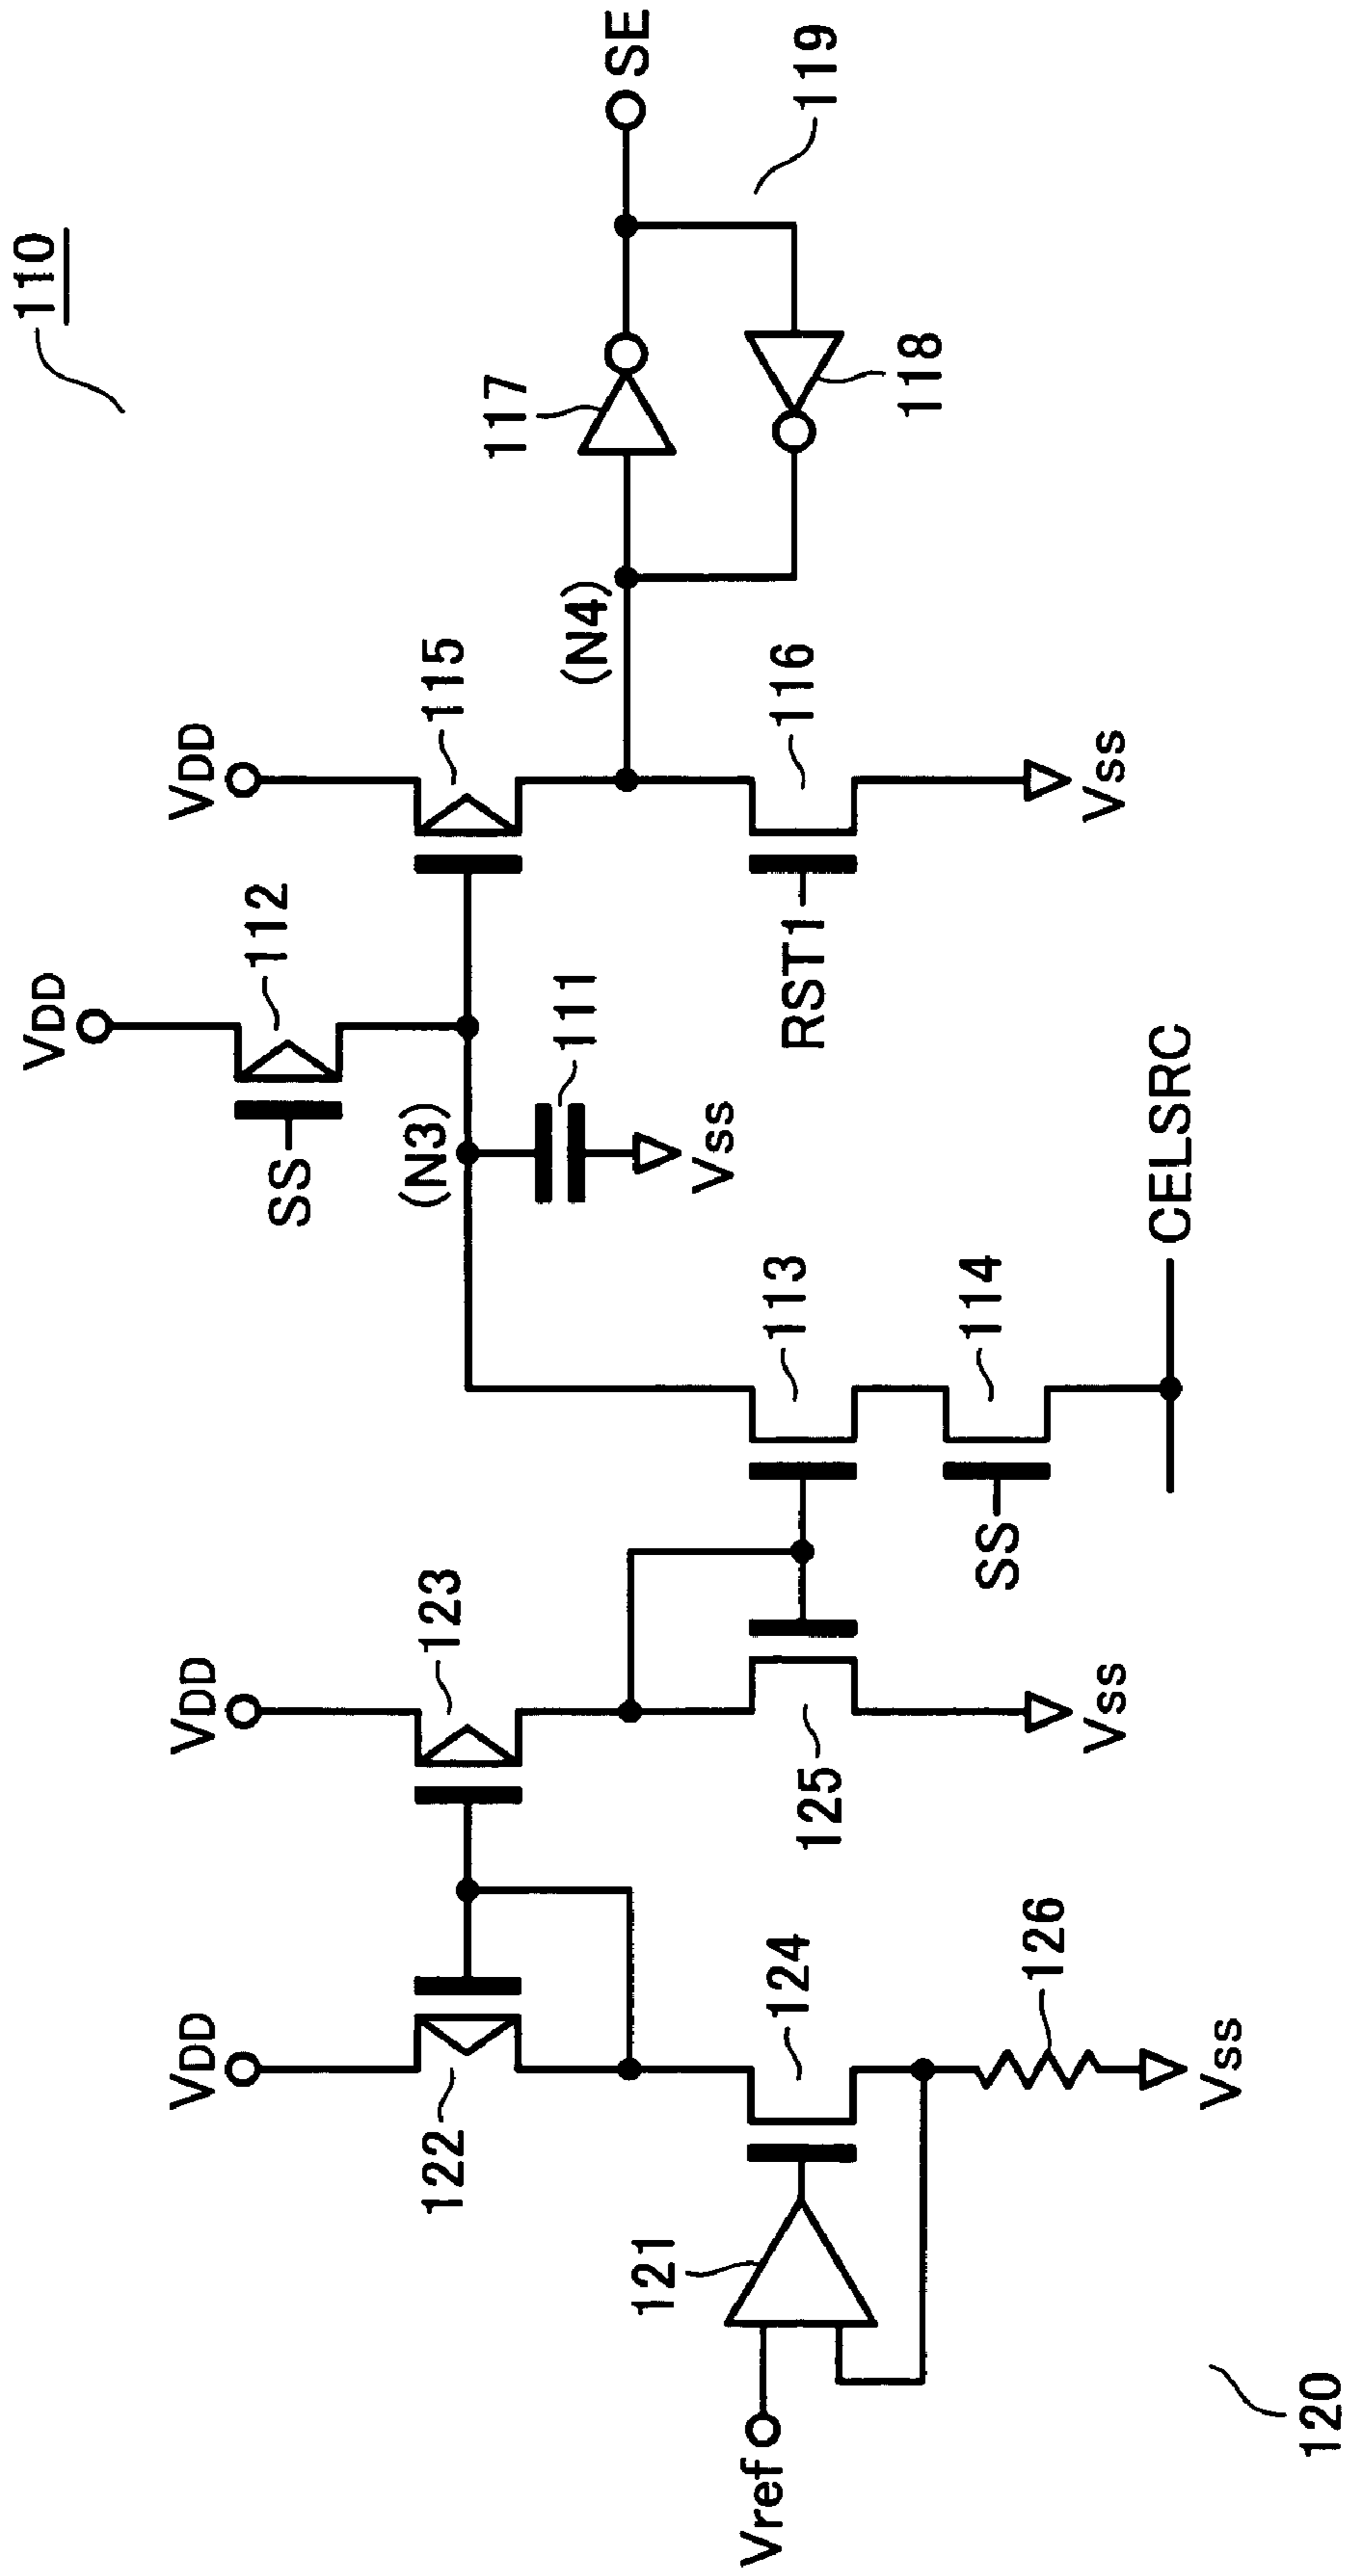 110
VDD
SS
112
(N3)
111
Vss
VDD
115
(N4)
RST1
116
Vss
117
118
119
SE
VDD
122
VDD
123
Vref
121
124
126
Vss
125
Vss
113
SS
114
CELSRC
120